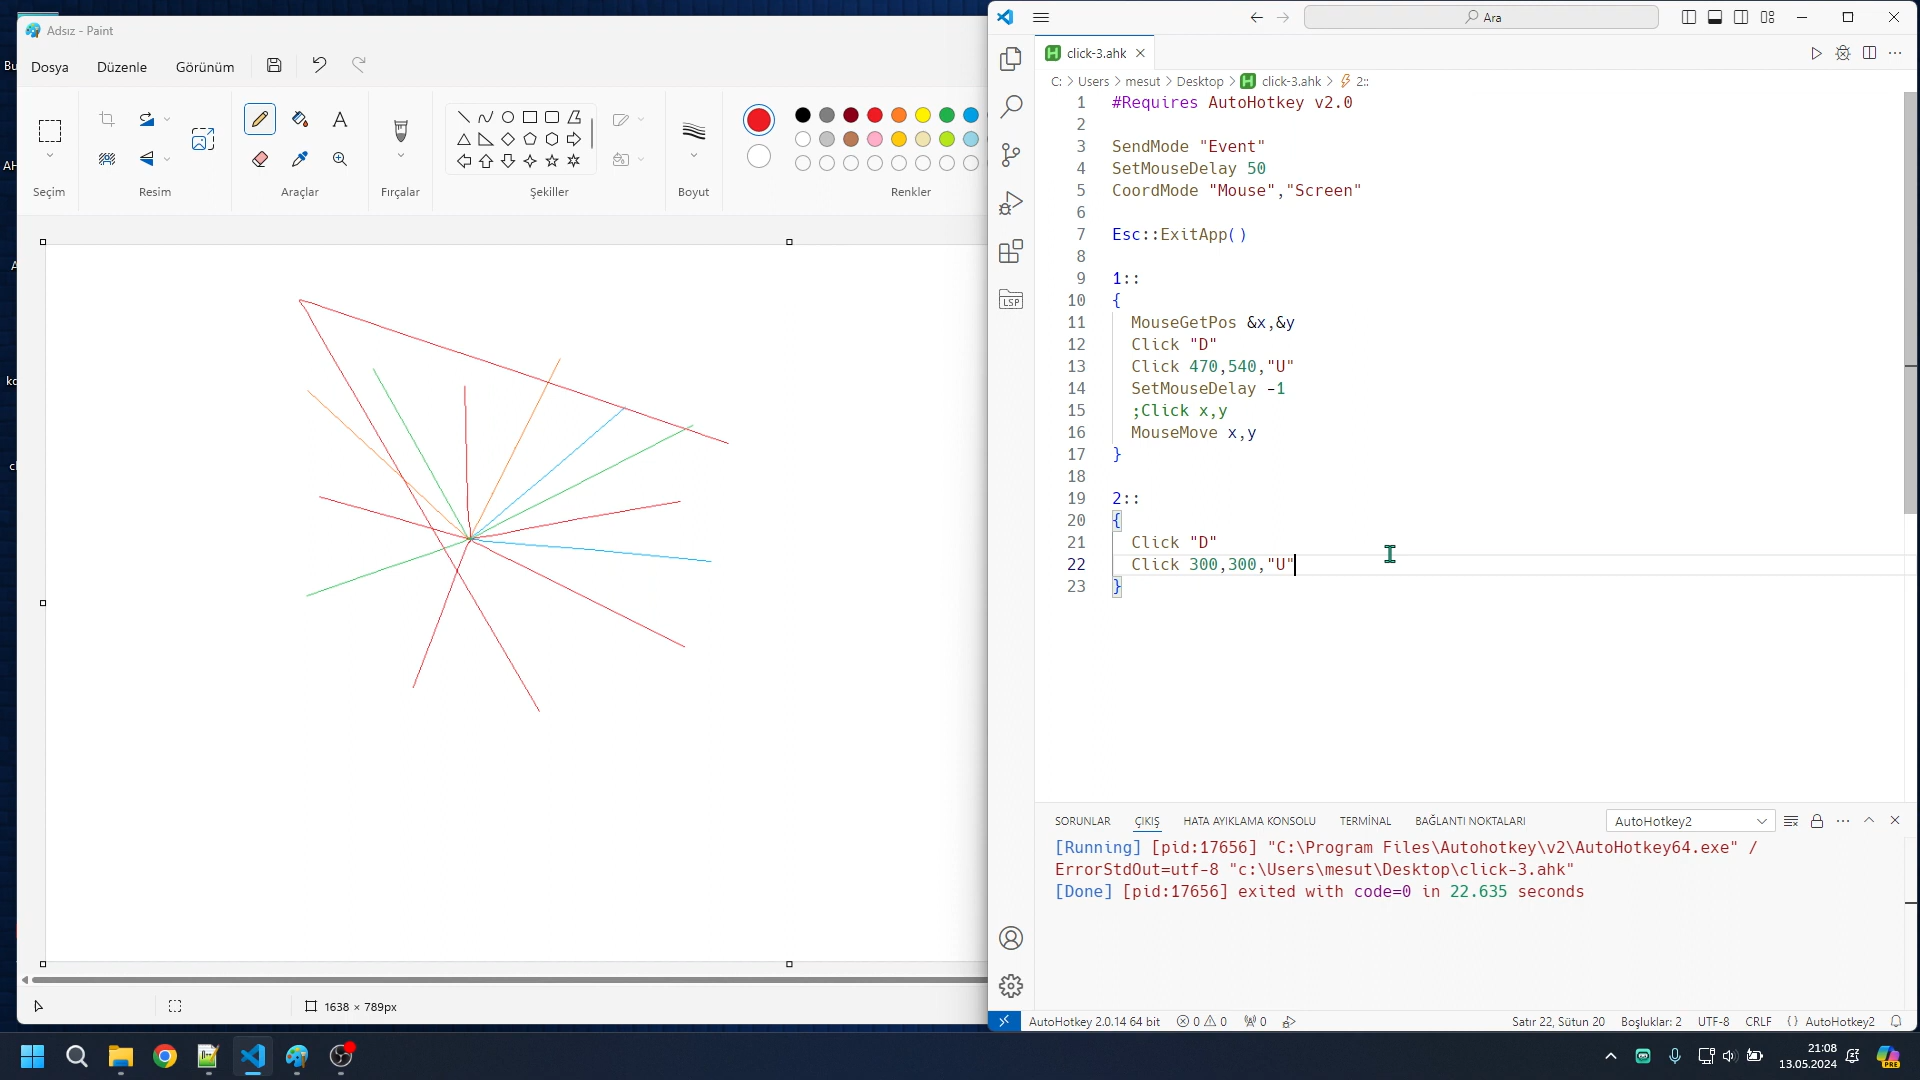 Adsız - Paint
Dosya
Düzenle
Görünüm
Seçim
Resim
Araçlar
Fırçalar
Şekiller
Boyut
Renkler
1638 × 789px
Ara
click-3.ahk
C: > Users > mesut > Desktop > click-3.ahk > 2::
1 #Requires AutoHotkey v2.0
2
3 SendMode "Event"
4 SetMouseDelay 50
5 CoordMode "Mouse","Screen"
6
7 Esc::ExitApp()
8
9 1::
10 {
11 MouseGetPos &x,&y
12 Click "D"
13 Click 470,540,"U"
14 SetMouseDelay -1
15 ;Click x,y
16 MouseMove x,y
17 }
18
19 2::
20 {
21 Click "D"
22 Click 300,300,"U"
23 }
LSP
SORUNLAR
ÇIKIŞ
HATA AYIKLAMA KONSOLU
TERMİNAL
BAĞLANTI NOKTALARI
AutoHotkey2
[Running] [pid:17656] "C:\Program Files\Autohotkey\v2\AutoHotkey64.exe" /
ErrorStdOut=utf-8 "c:\Users\mesut\Desktop\click-3.ahk"
[Done] [pid:17656] exited with code=0 in 22.635 seconds
AutoHotkey 2.0.14 64 bit
0 0
0
Satır 22, Sütun 20
Boşluklar: 2
UTF-8
CRLF
{} AutoHotkey2
21:08
13.05.2024
PRE